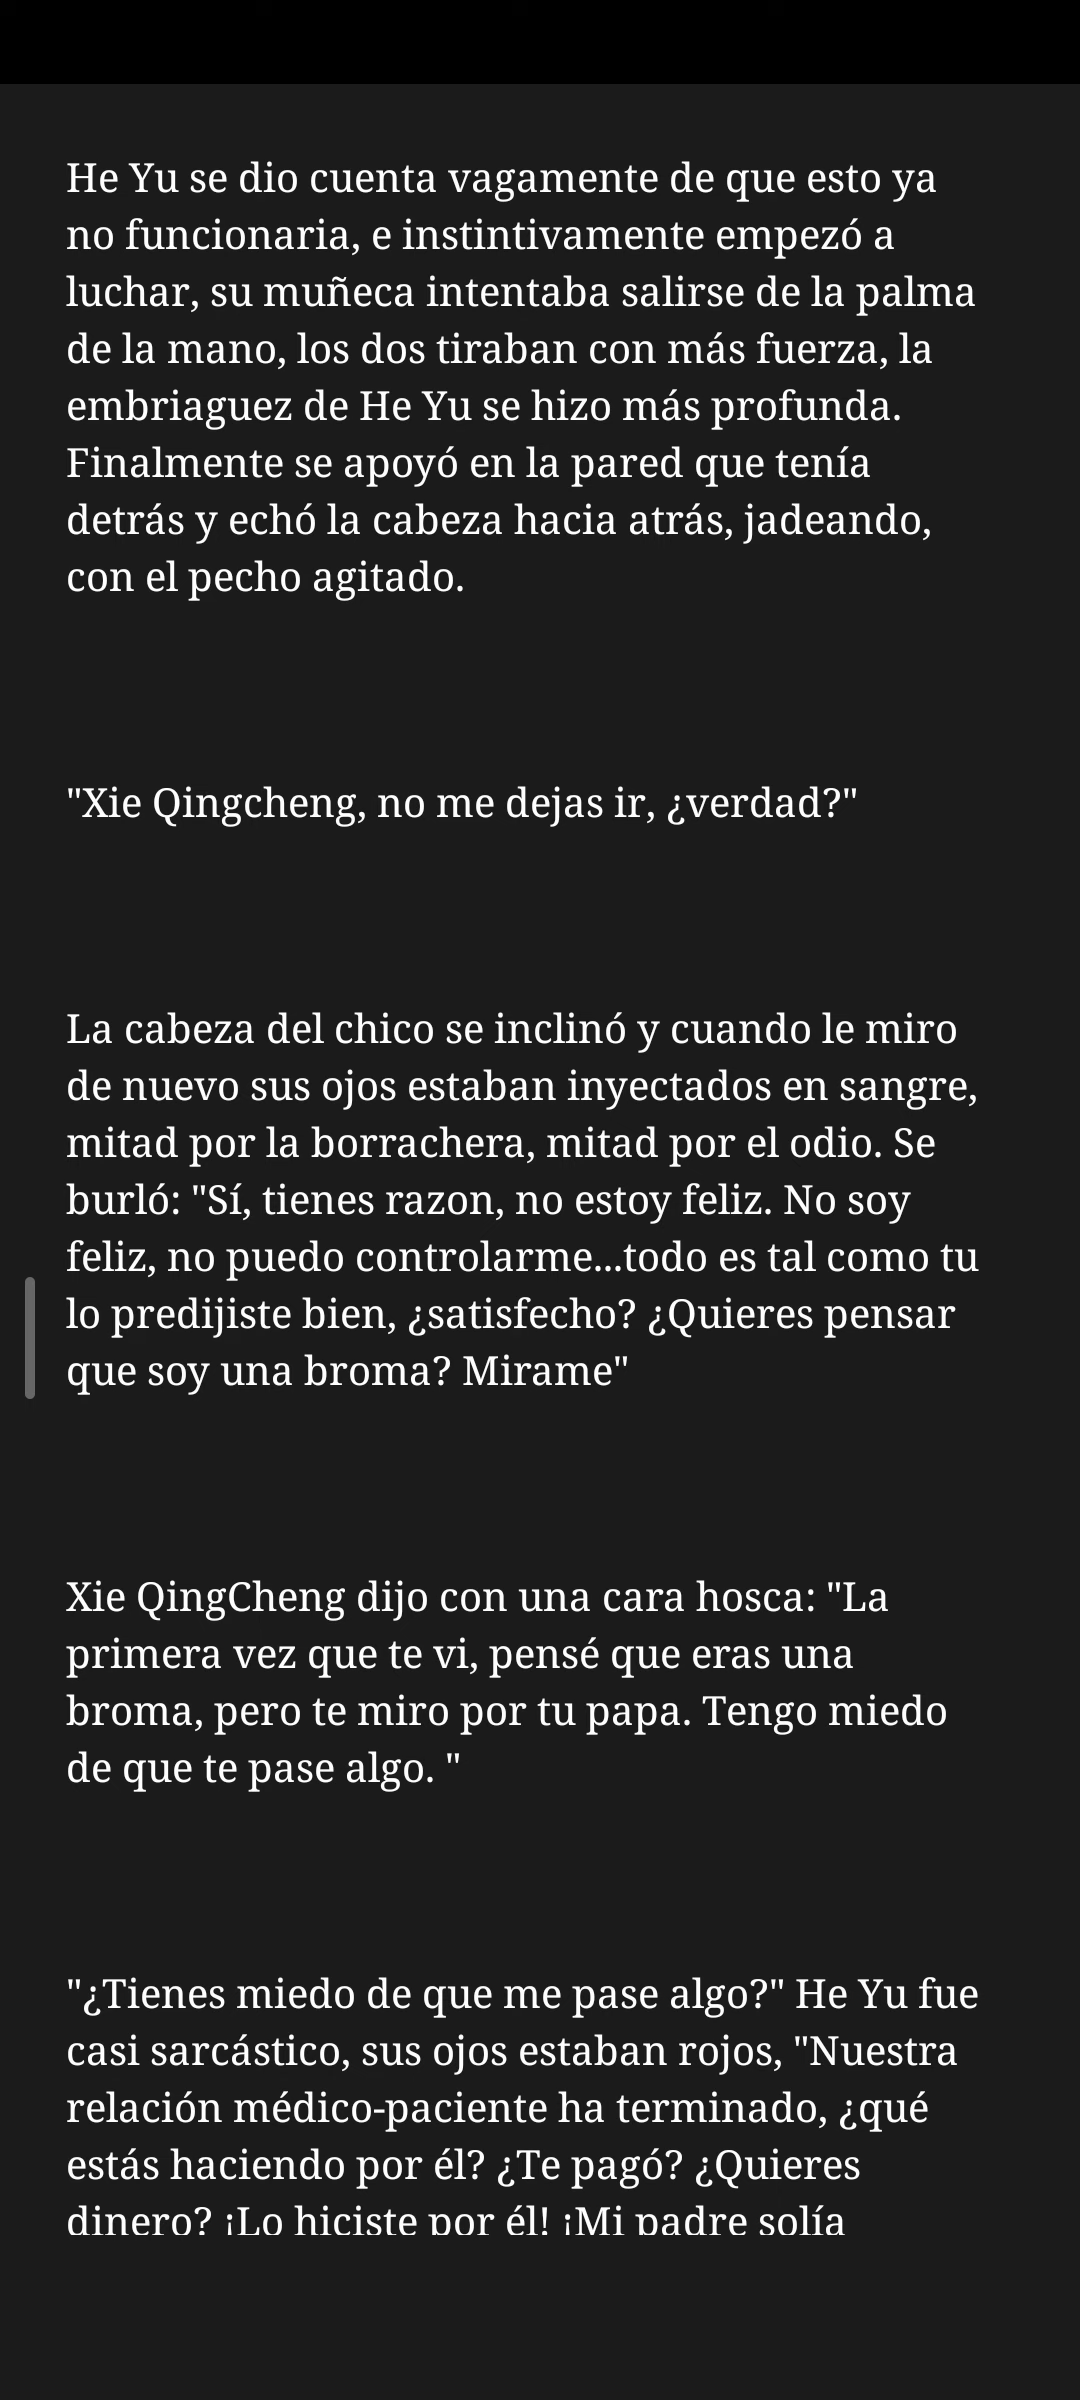 He Yu se dio cuenta vagamente de que esto ya
no funcionaria, e instintivamente empezó a
luchar, su muñeca intentaba salirse de la palma
de la mano, los dos tiraban con más fuerza, la
embriaguez de He Yu se hizo más profunda.
Finalmente se apoyó en la pared que tenía
detrás y echó la cabeza hacia atrás, jadeando,
con el pecho agitado.
"Xie Qingcheng, no me dejas ir, ¿verdad?"
La cabeza del chico se inclinó y cuando le miro
de nuevo sus ojos estaban inyectados en sangre,
mitad por la borrachera, mitad por el odio. Se
burló: "Sí, tienes razon, no estoy feliz. No soy
feliz, no puedo controlarme...todo es tal como tu
lo predijiste bien, ¿satisfecho? ¿Quieres pensar
que soy una broma? Mirame"
Xie QingCheng dijo con una cara hosca: "La
primera vez que te vi, pensé que eras una
broma, pero te miro por tu papa. Tengo miedo
de que te pase algo. "
"¿Tienes miedo de que me pase algo?" He Yu fue
casi sarcástico, sus ojos estaban rojos, "Nuestra
relación médico-paciente ha terminado, ¿qué
estás haciendo por él? ¿Te pagó? ¿Quieres
dinero? ¡Lo hiciste por él! ¡Mi padre solía